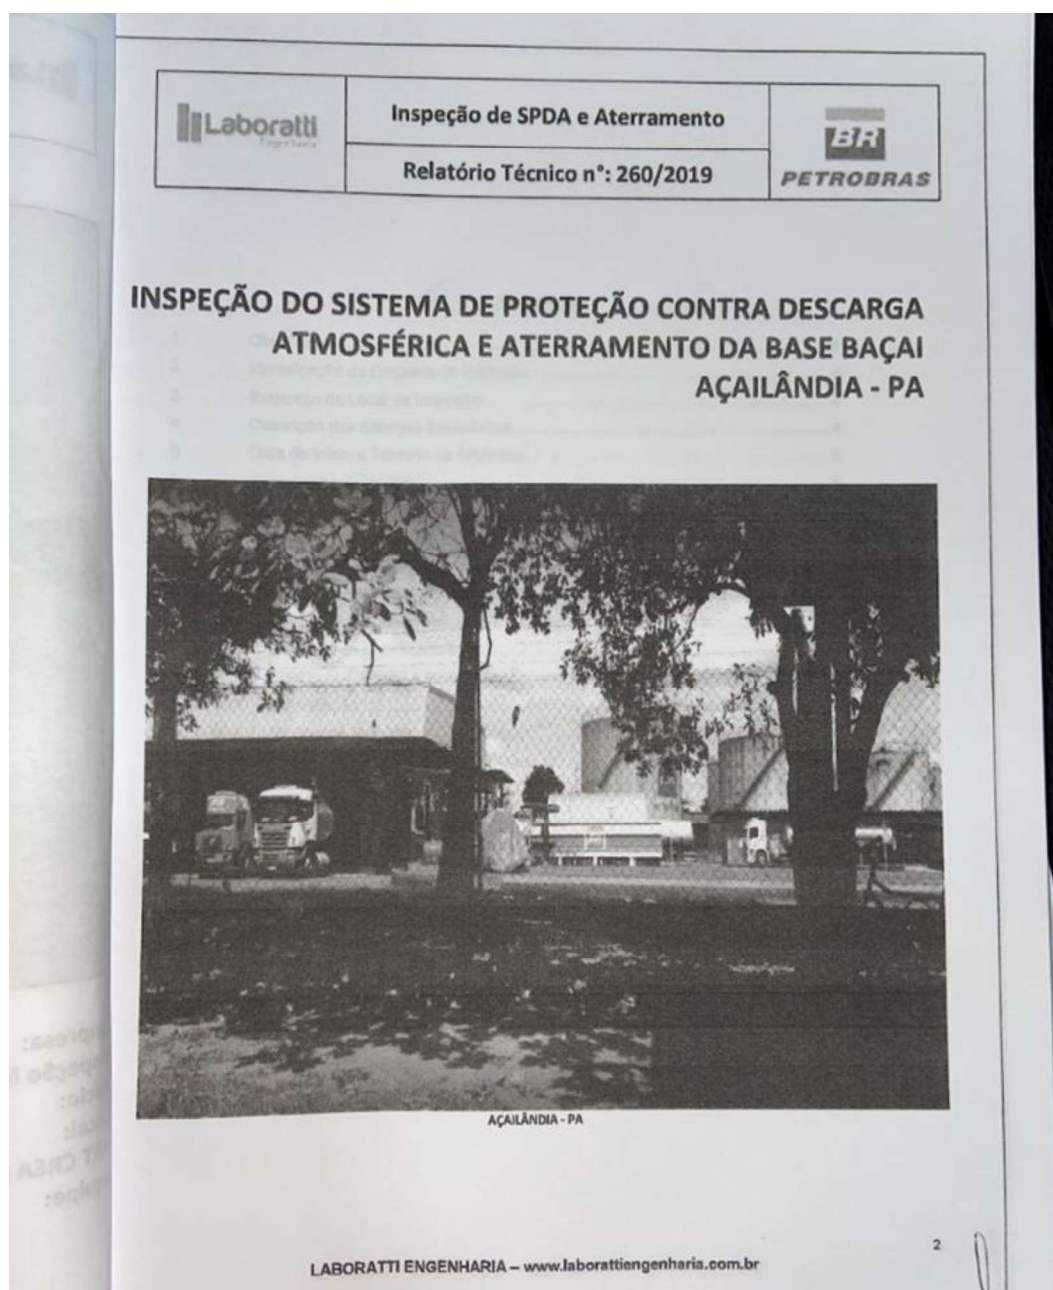 Laboratti
Engenharia
Inspeção de SPDA e Aterramento
Relatório Técnico n°: 260/2019
BR
PETROBRAS
INSPEÇÃO DO SISTEMA DE PROTEÇÃO CONTRA DESCARGA
ATMOSFÉRICA E ATERRAMENTO DA BASE BAÇAI
AÇAILÂNDIA - PA
AÇAILÂNDIA - PA
2
LABORATTI ENGENHARIA – www.laborattiengenharia.com.br